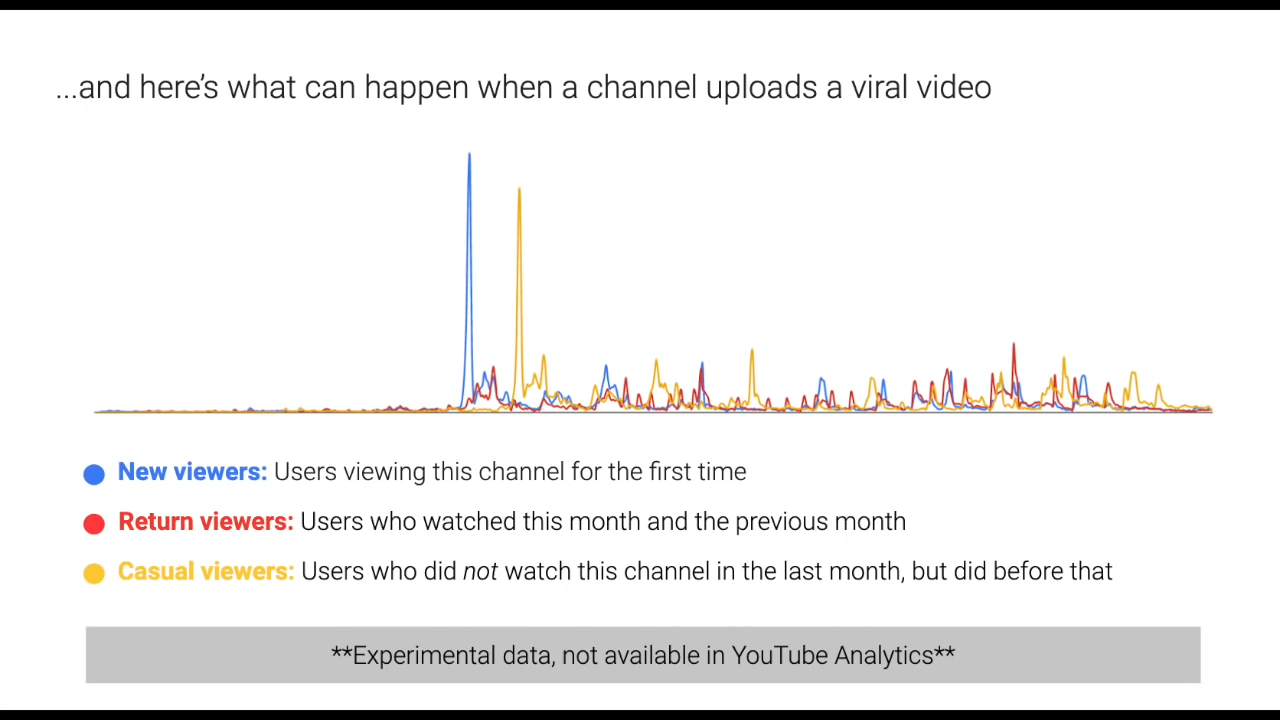 ...and here's what can happen when a channel uploads a viral video
New viewers: Users viewing this channel for the first time
Return viewers: Users who watched this month and the previous month
Casual viewers: Users who did not watch this channel in the last month, but did before that
**Experimental data, not available in YouTube Analytics**